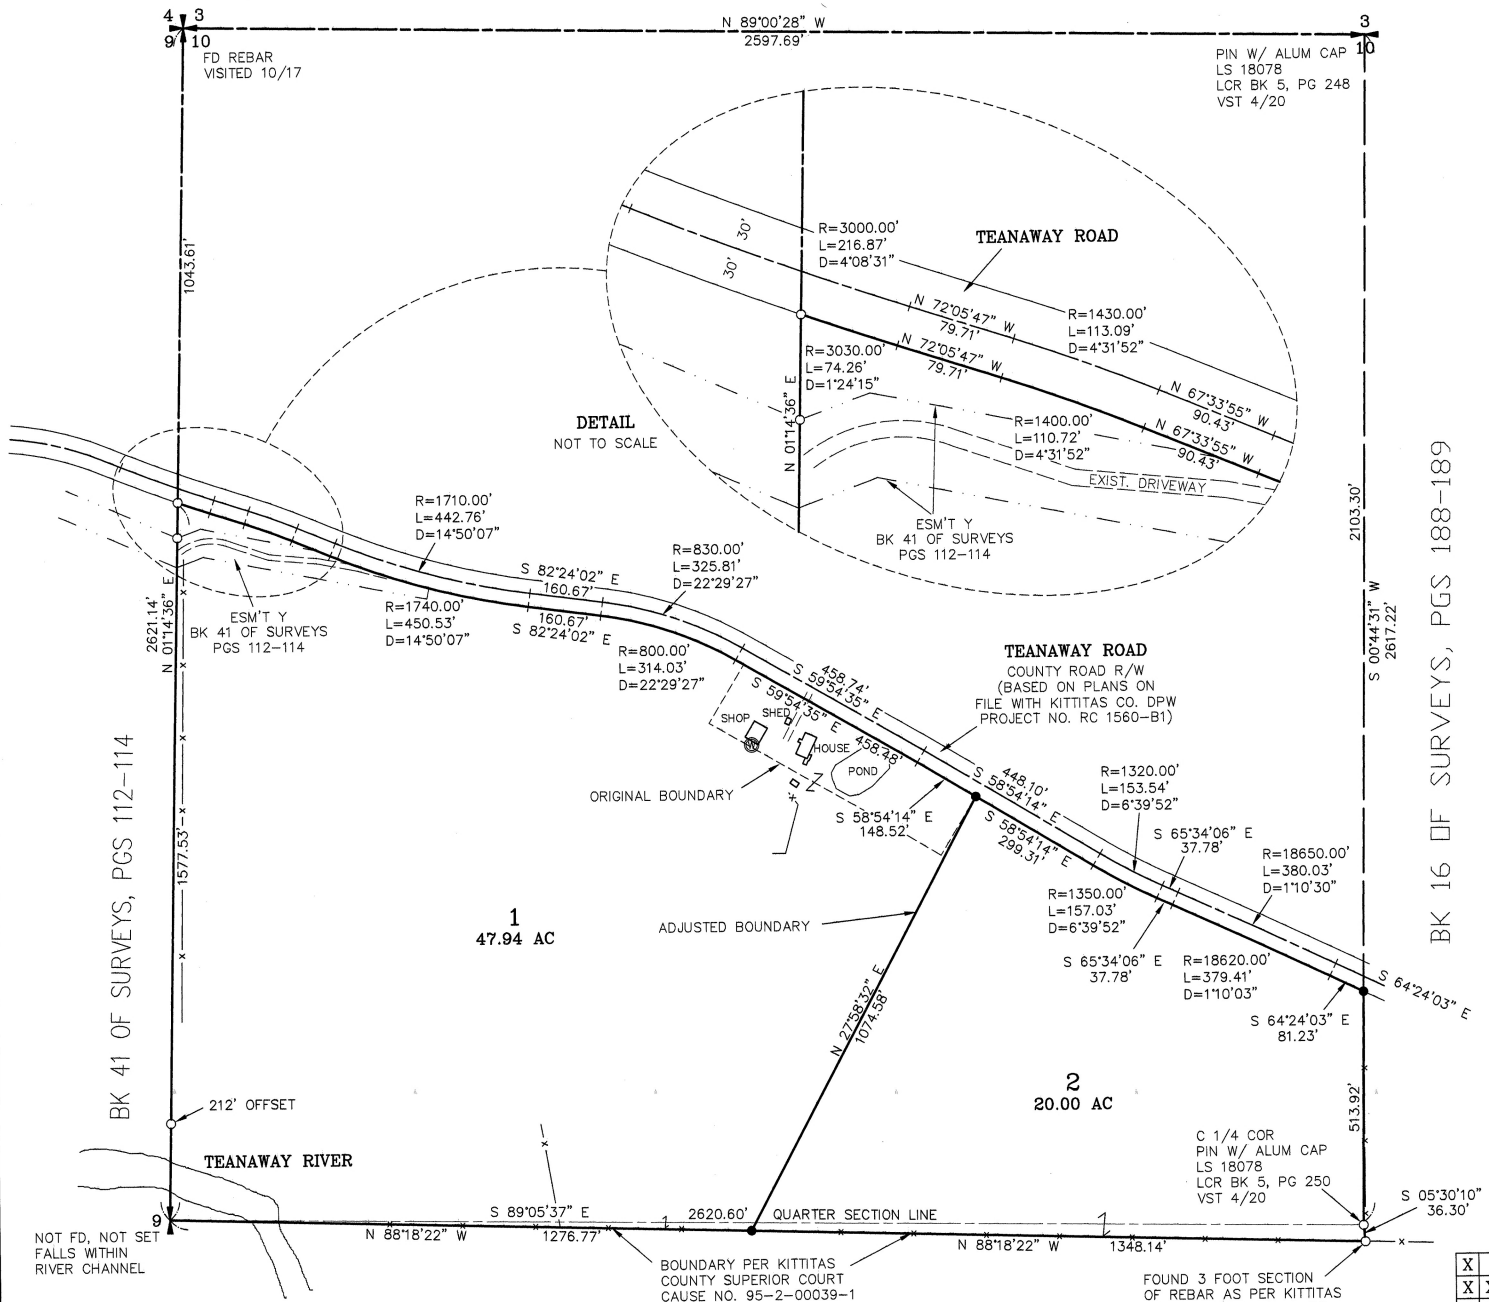 4 3
9 10
FD REBAR
VISITED 10/17
N 89°00'28" W
2597.69'
3
10
PIN W/ ALUM CAP
LS 18078
LCR BK 5, PG 248
VST 4/20
1043.61'
30'
30'
R=3000.00'
L=216.87'
D=4°08'31"
TEANAWAY ROAD
N 72°05'47" W
79.71'
R=1430.00'
L=113.09'
D=4°31'52"
R=3030.00'
L=74.26'
D=1°24'15"
N 72°05'47" W
79.71'
N 67°33'55" W
90.43'
R=1400.00'
L=110.72'
D=4°31'52"
N 67°33'55" W
90.43'
N 01°14'36" E
EXIST. DRIVEWAY
ESM'T Y
BK 41 OF SURVEYS
PGS 112-114
DETAIL
NOT TO SCALE
2103.30'
S 00°44'31" W
2617.22'
BK 16 OF SURVEYS, PGS 188-189
R=1710.00'
L=442.76'
D=14°50'07"
S 82°24'02" E
160.67'
R=830.00'
L=325.81'
D=22°29'27"
2621.14'
N 01°14'36" E
ESM'T Y
BK 41 OF SURVEYS
PGS 112-114
R=1740.00'
L=450.53'
D=14°50'07"
160.67'
S 82°24'02" E
R=800.00'
L=314.03'
D=22°29'27"
458.74'
S 59°54'35" E
S 59°54'35" E
458.48'
TEANAWAY ROAD
COUNTY ROAD R/W
(BASED ON PLANS ON
FILE WITH KITTITAS CO. DPW
PROJECT NO. RC 1560-B1)
SHOP
SHED
HOUSE
POND
ORIGINAL BOUNDARY
448.10'
S 58°54'14" E
R=1320.00'
L=153.54'
D=6°39'52"
S 58°54'14" E
148.52'
S 58°54'14" E
299.31'
S 65°34'06" E
37.78'
R=18650.00'
L=380.03'
D=1°10'30"
R=1350.00'
L=157.03'
D=6°39'52"
S 65°34'06" E
37.78'
R=18620.00'
L=379.41'
D=1°10'03"
S 64°24'03" E
S 64°24'03" E
81.23'
BK 41 OF SURVEYS, PGS 112-114
1577.53'
1
47.94 AC
ADJUSTED BOUNDARY
N 27°58'32" E
1074.58'
2
20.00 AC
513.92'
212' OFFSET
TEANAWAY RIVER
C 1/4 COR
PIN W/ ALUM CAP
LS 18078
LCR BK 5, PG 250
VST 4/20
S 05°30'10"
36.30'
9
NOT FD, NOT SET
FALLS WITHIN
RIVER CHANNEL
S 89°05'37" E
2620.60'
QUARTER SECTION LINE
N 88°18'22" W
1276.77'
N 88°18'22" W
1348.14'
BOUNDARY PER KITTITAS
COUNTY SUPERIOR COURT
CAUSE NO. 95-2-00039-1
FOUND 3 FOOT SECTION
OF REBAR AS PER KITTITAS
X
X